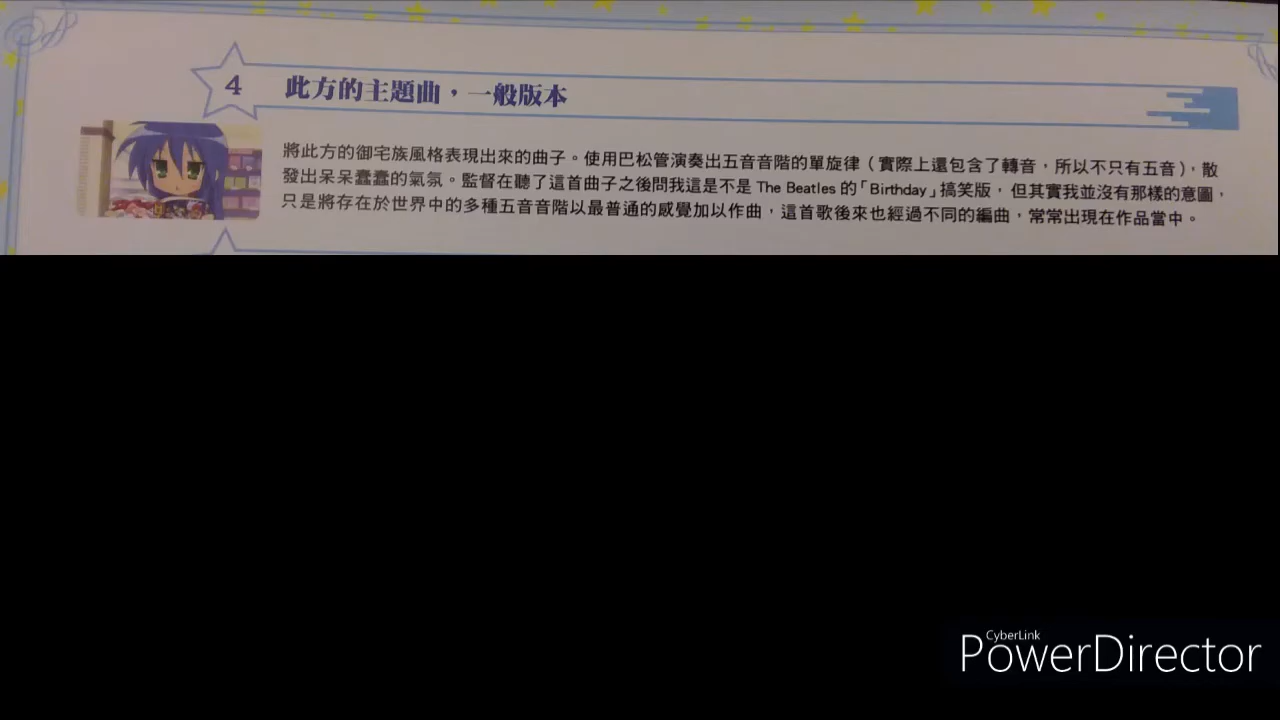 4
此方的主題曲，一般版本
將此方的御宅族風格表現出來的曲子。使用巴松管演奏出五音音階的單旋律（實際上還包含了轉音，所以不只有五音），散
發出呆呆蠢蠢的氣氛。監督在聽了這首曲子之後問我這是不是 The Beatles 的「Birthday」搞笑版，但其實我並沒有那樣的意圖，
只是將存在於世界中的多種五音音階以最普通的感覺加以作曲，這首歌後來也經過不同的編曲，常常出現在作品當中。
CyberLink
PowerDirector